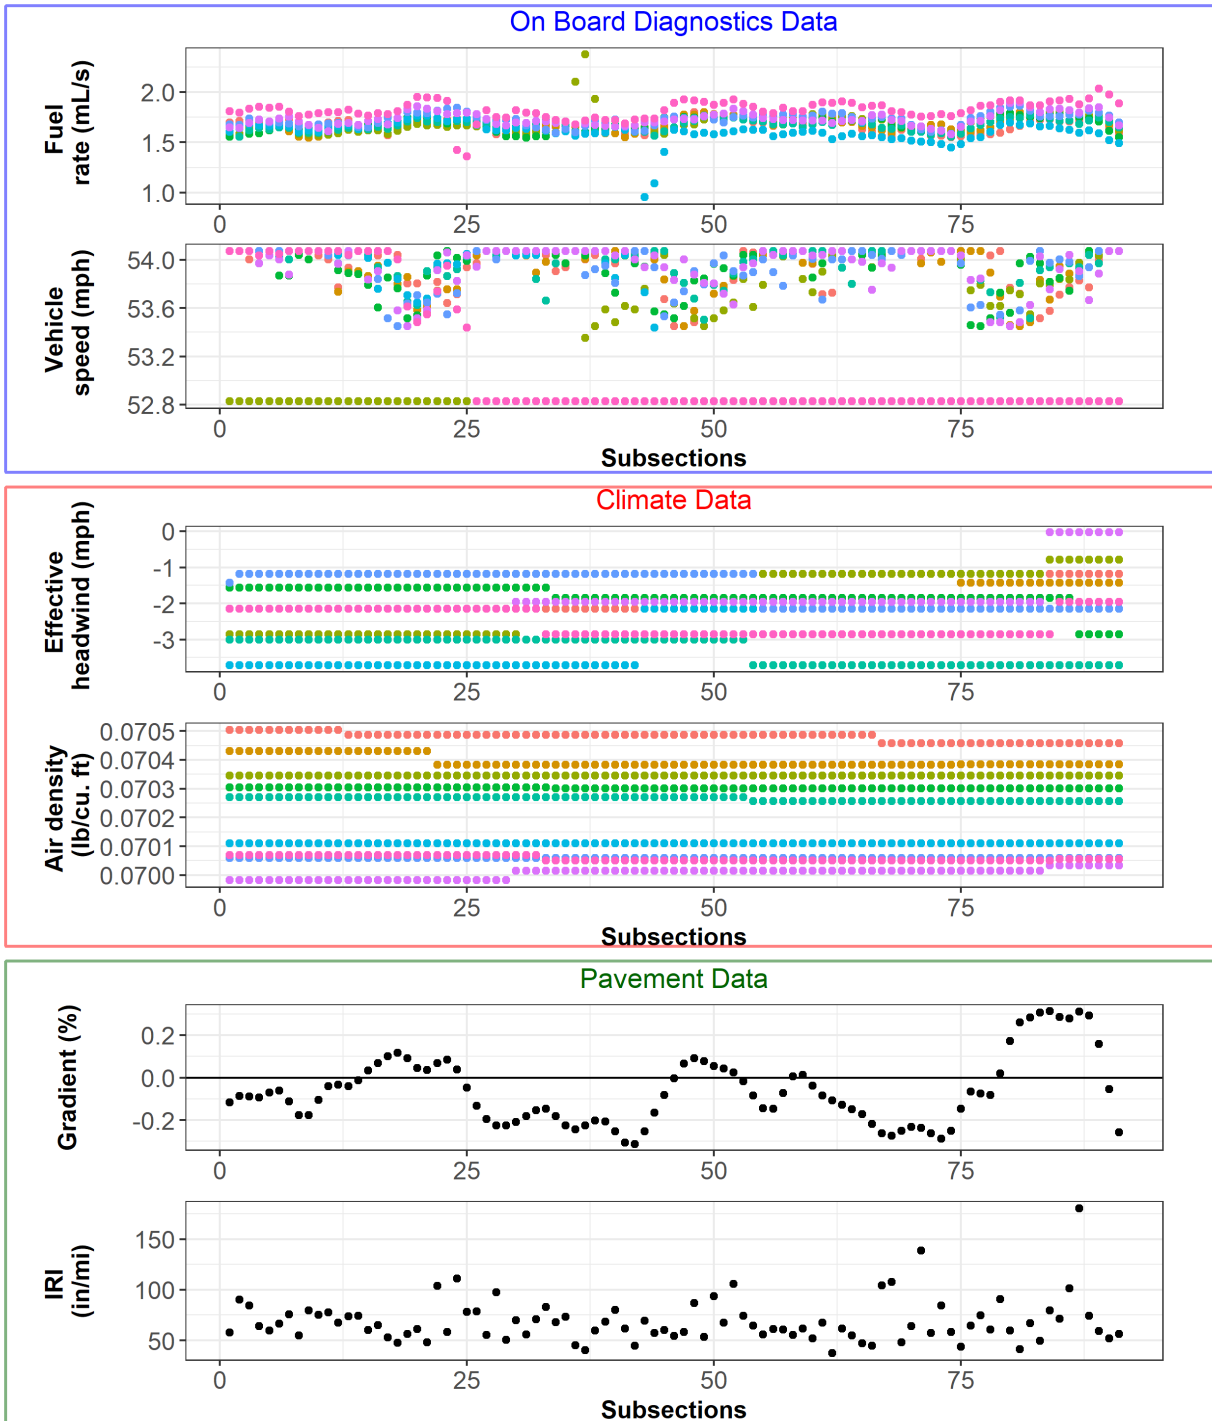 On Board Diagnostics Data
Fuel
rate (mL/s)
2.0
1.5
1.0
0 25 50 75
Vehicle
speed (mph)
54.0
53.6
53.2
52.8
0 25 50 75
Subsections
Climate Data
Effective
headwind (mph)
0
-1
-2
-3
0 25 50 75
Air density
(lb/cu. ft)
0.0705
0.0704
0.0703
0.0702
0.0701
0.0700
0 25 50 75
Subsections
Pavement Data
Gradient (%)
0.2
0.0
-0.2
0 25 50 75
IRI
(in/mi)
150
100
50
0 25 50 75
Subsections